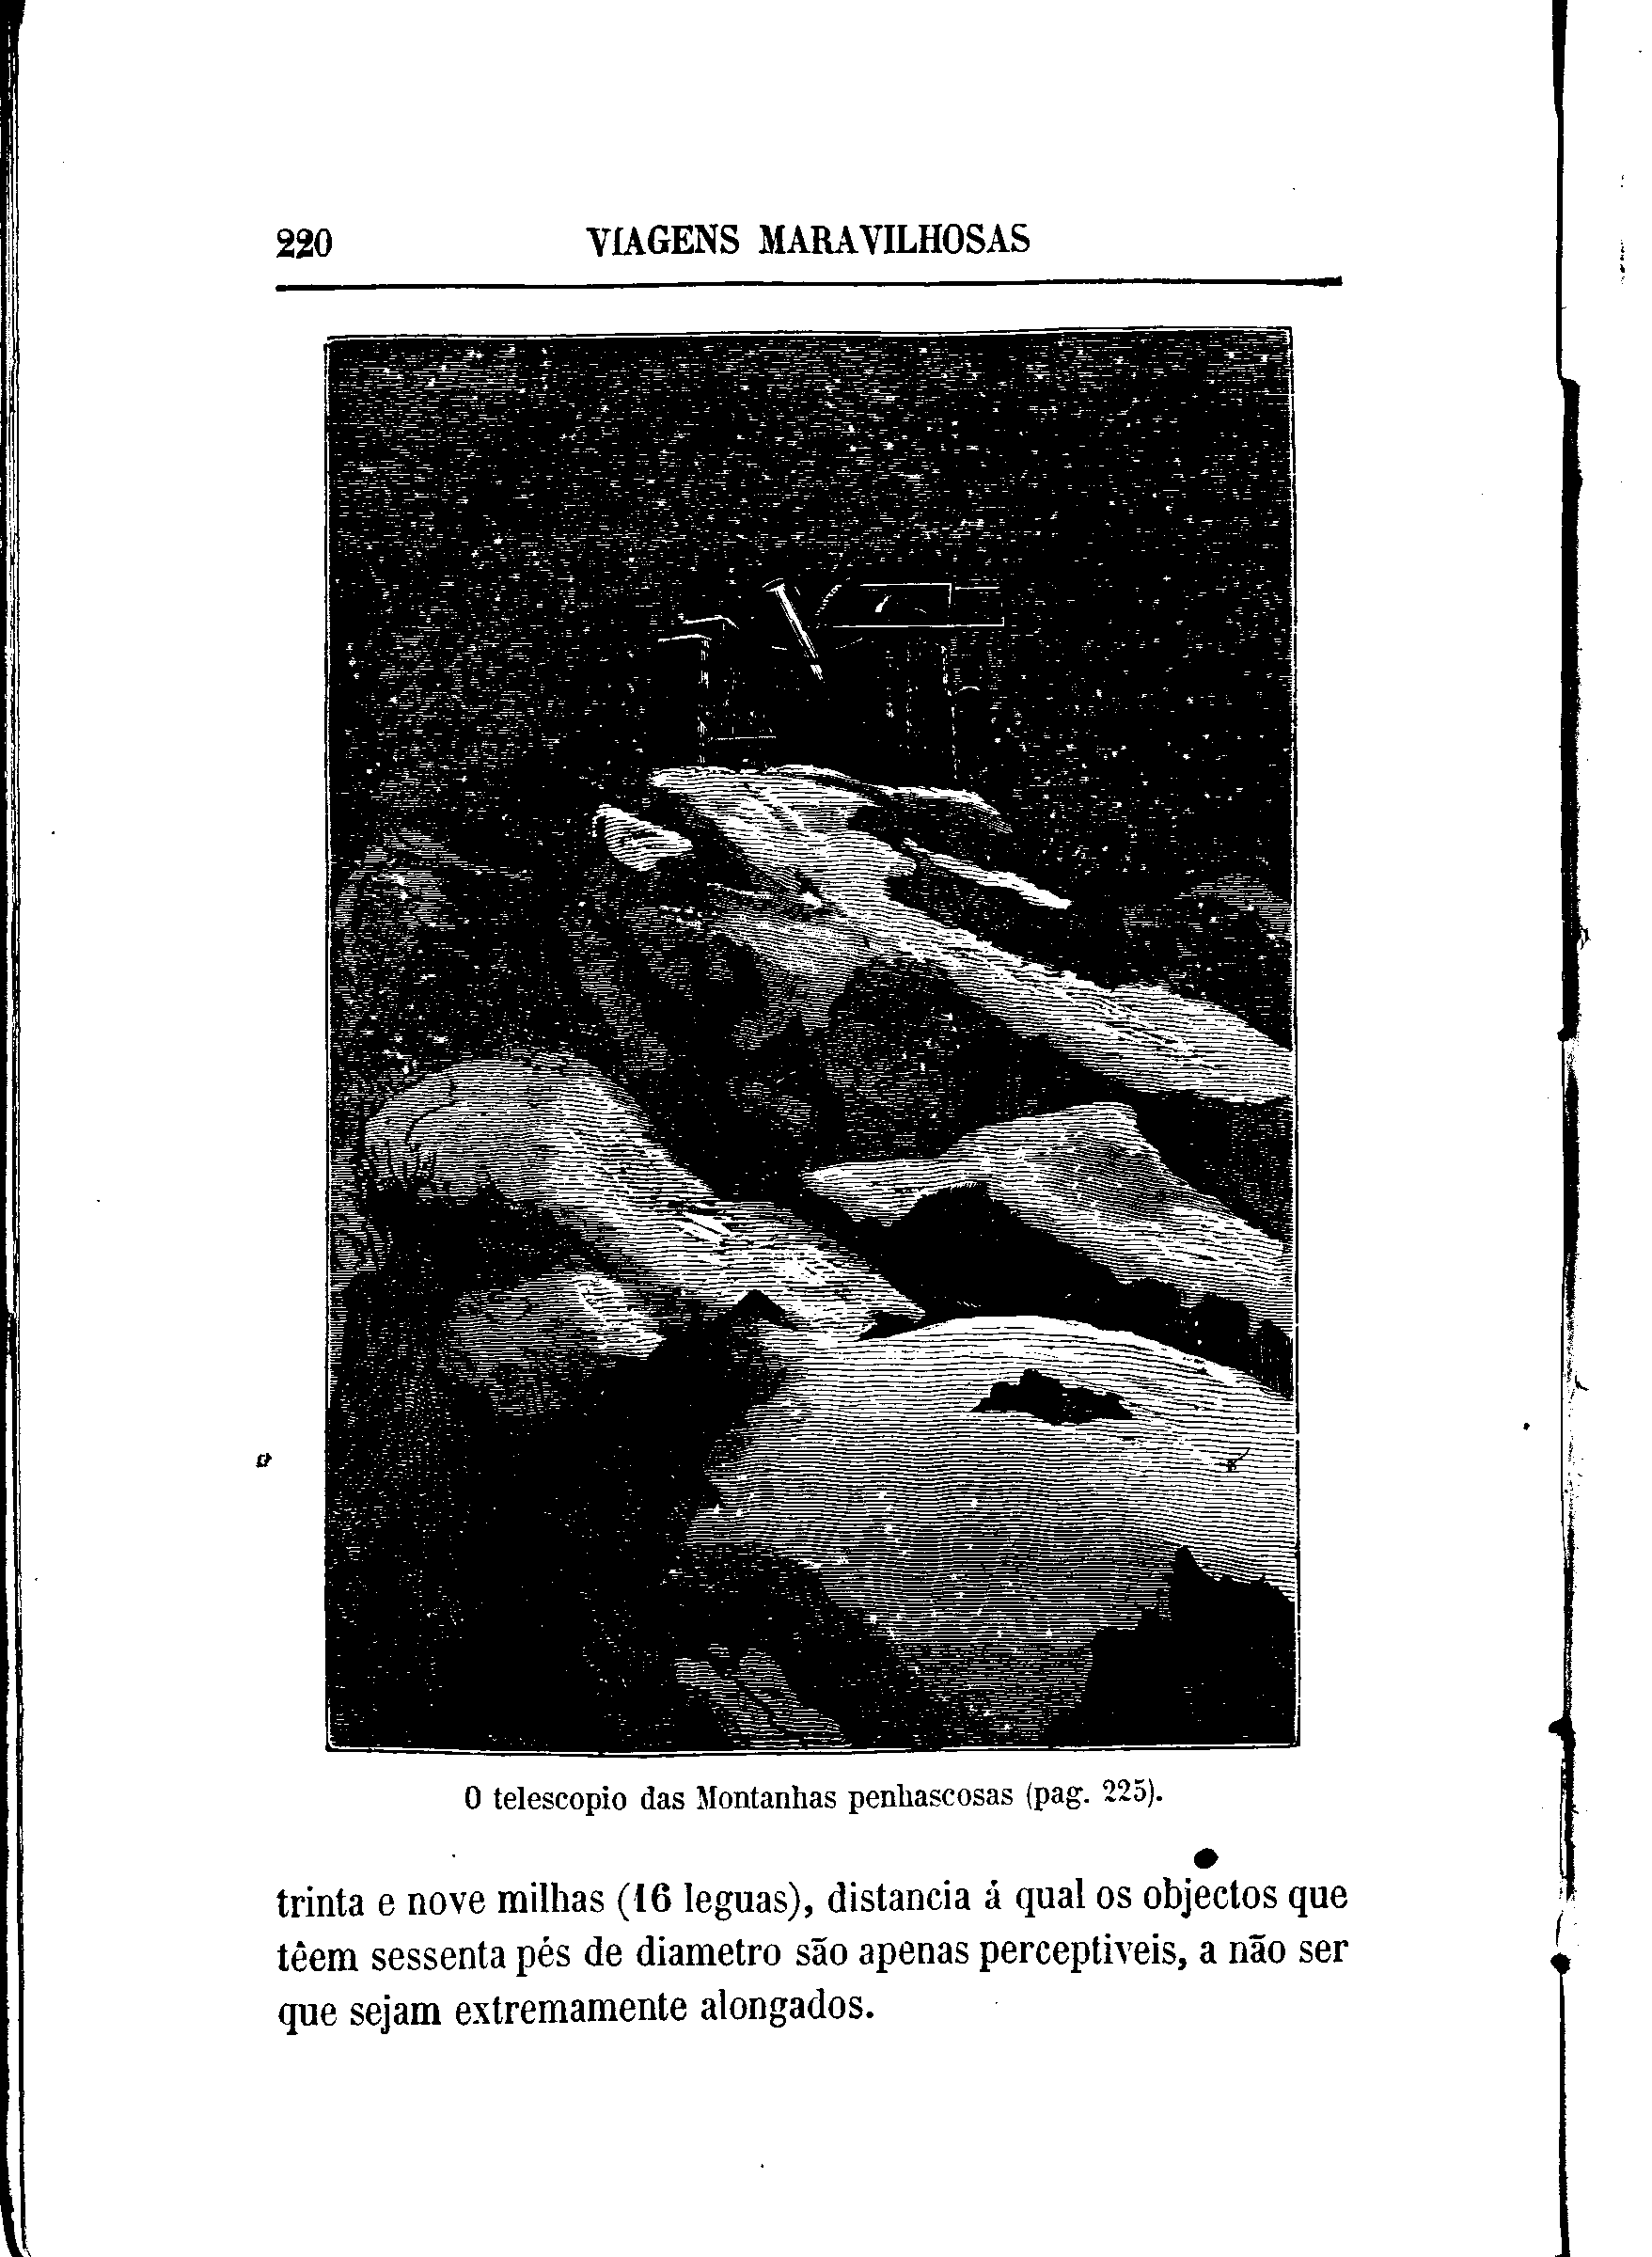 220
VIAGENS MARAVILHOSAS
O telescopio das Montanhas penhascosas (pag. 225).
trinta e nove milhas (16 leguas), distancia á qual os objectos que
têem sessenta pés de diametro são apenas perceptiveis, a não ser
que sejam extremamente alongados.